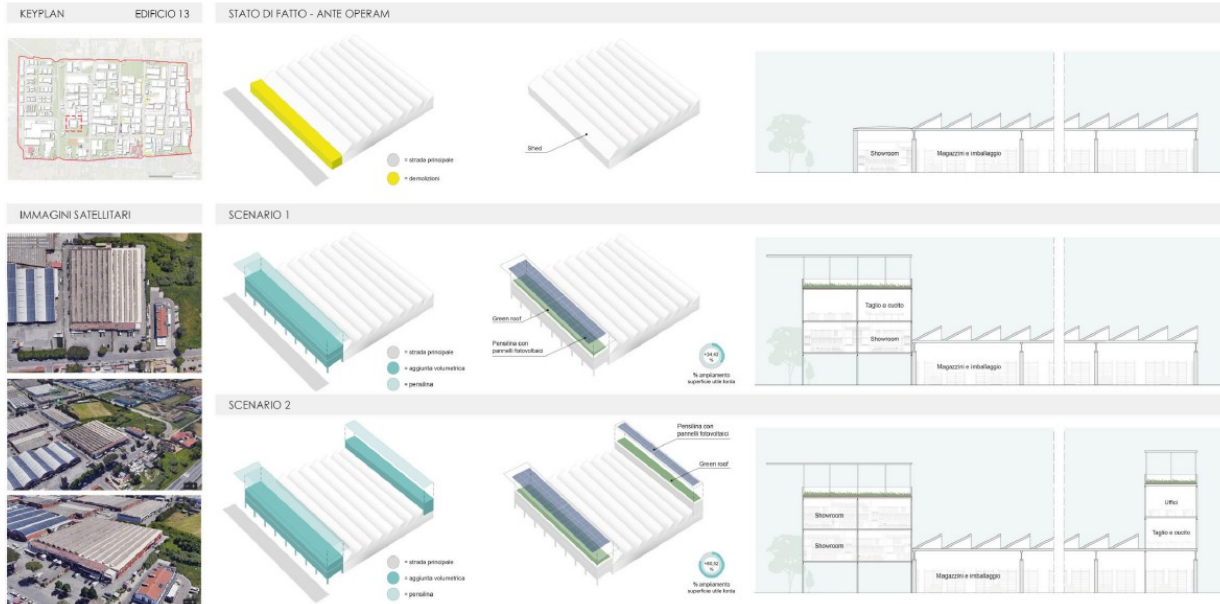 KEYPLAN
EDIFICIO 13
STATO DI FATTO - ANTE OPERAM
= strada principale
= demolizioni
Shed
Showroom
Magazzini e imballaggio
IMMAGINI SATELLITARI
SCENARIO 1
= strada principale
= aggiunta volumetrica
= pensilina
Green roof
Pensilina con
pannelli fotovoltaici
%
% ampliamento
superficie utile lorda
Taglio e cucito
Showroom
Magazzini e imballaggio
SCENARIO 2
= strada principale
= aggiunta volumetrica
= pensilina
Pensilina con
pannelli fotovoltaici
Green roof
%
% ampliamento
superficie utile lorda
Showroom
Showroom
Magazzini e imballaggio
Uffici
Taglio e cucito